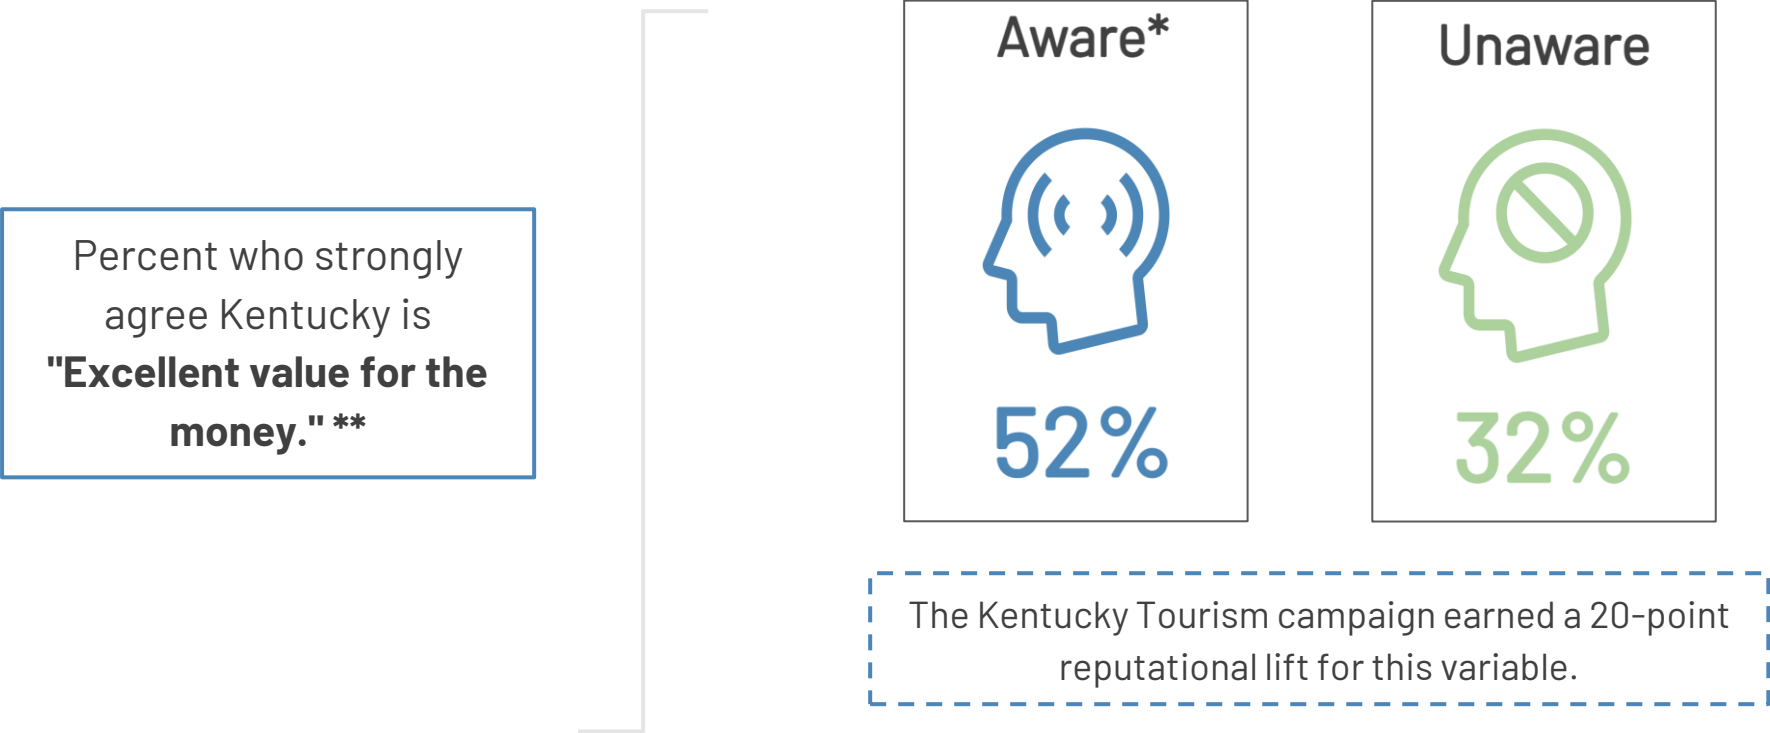 Percent who strongly
agree Kentucky is
"Excellent value for the
money." **
Aware*
52%
Unaware
32%
The Kentucky Tourism campaign earned a 20-point
reputational lift for this variable.